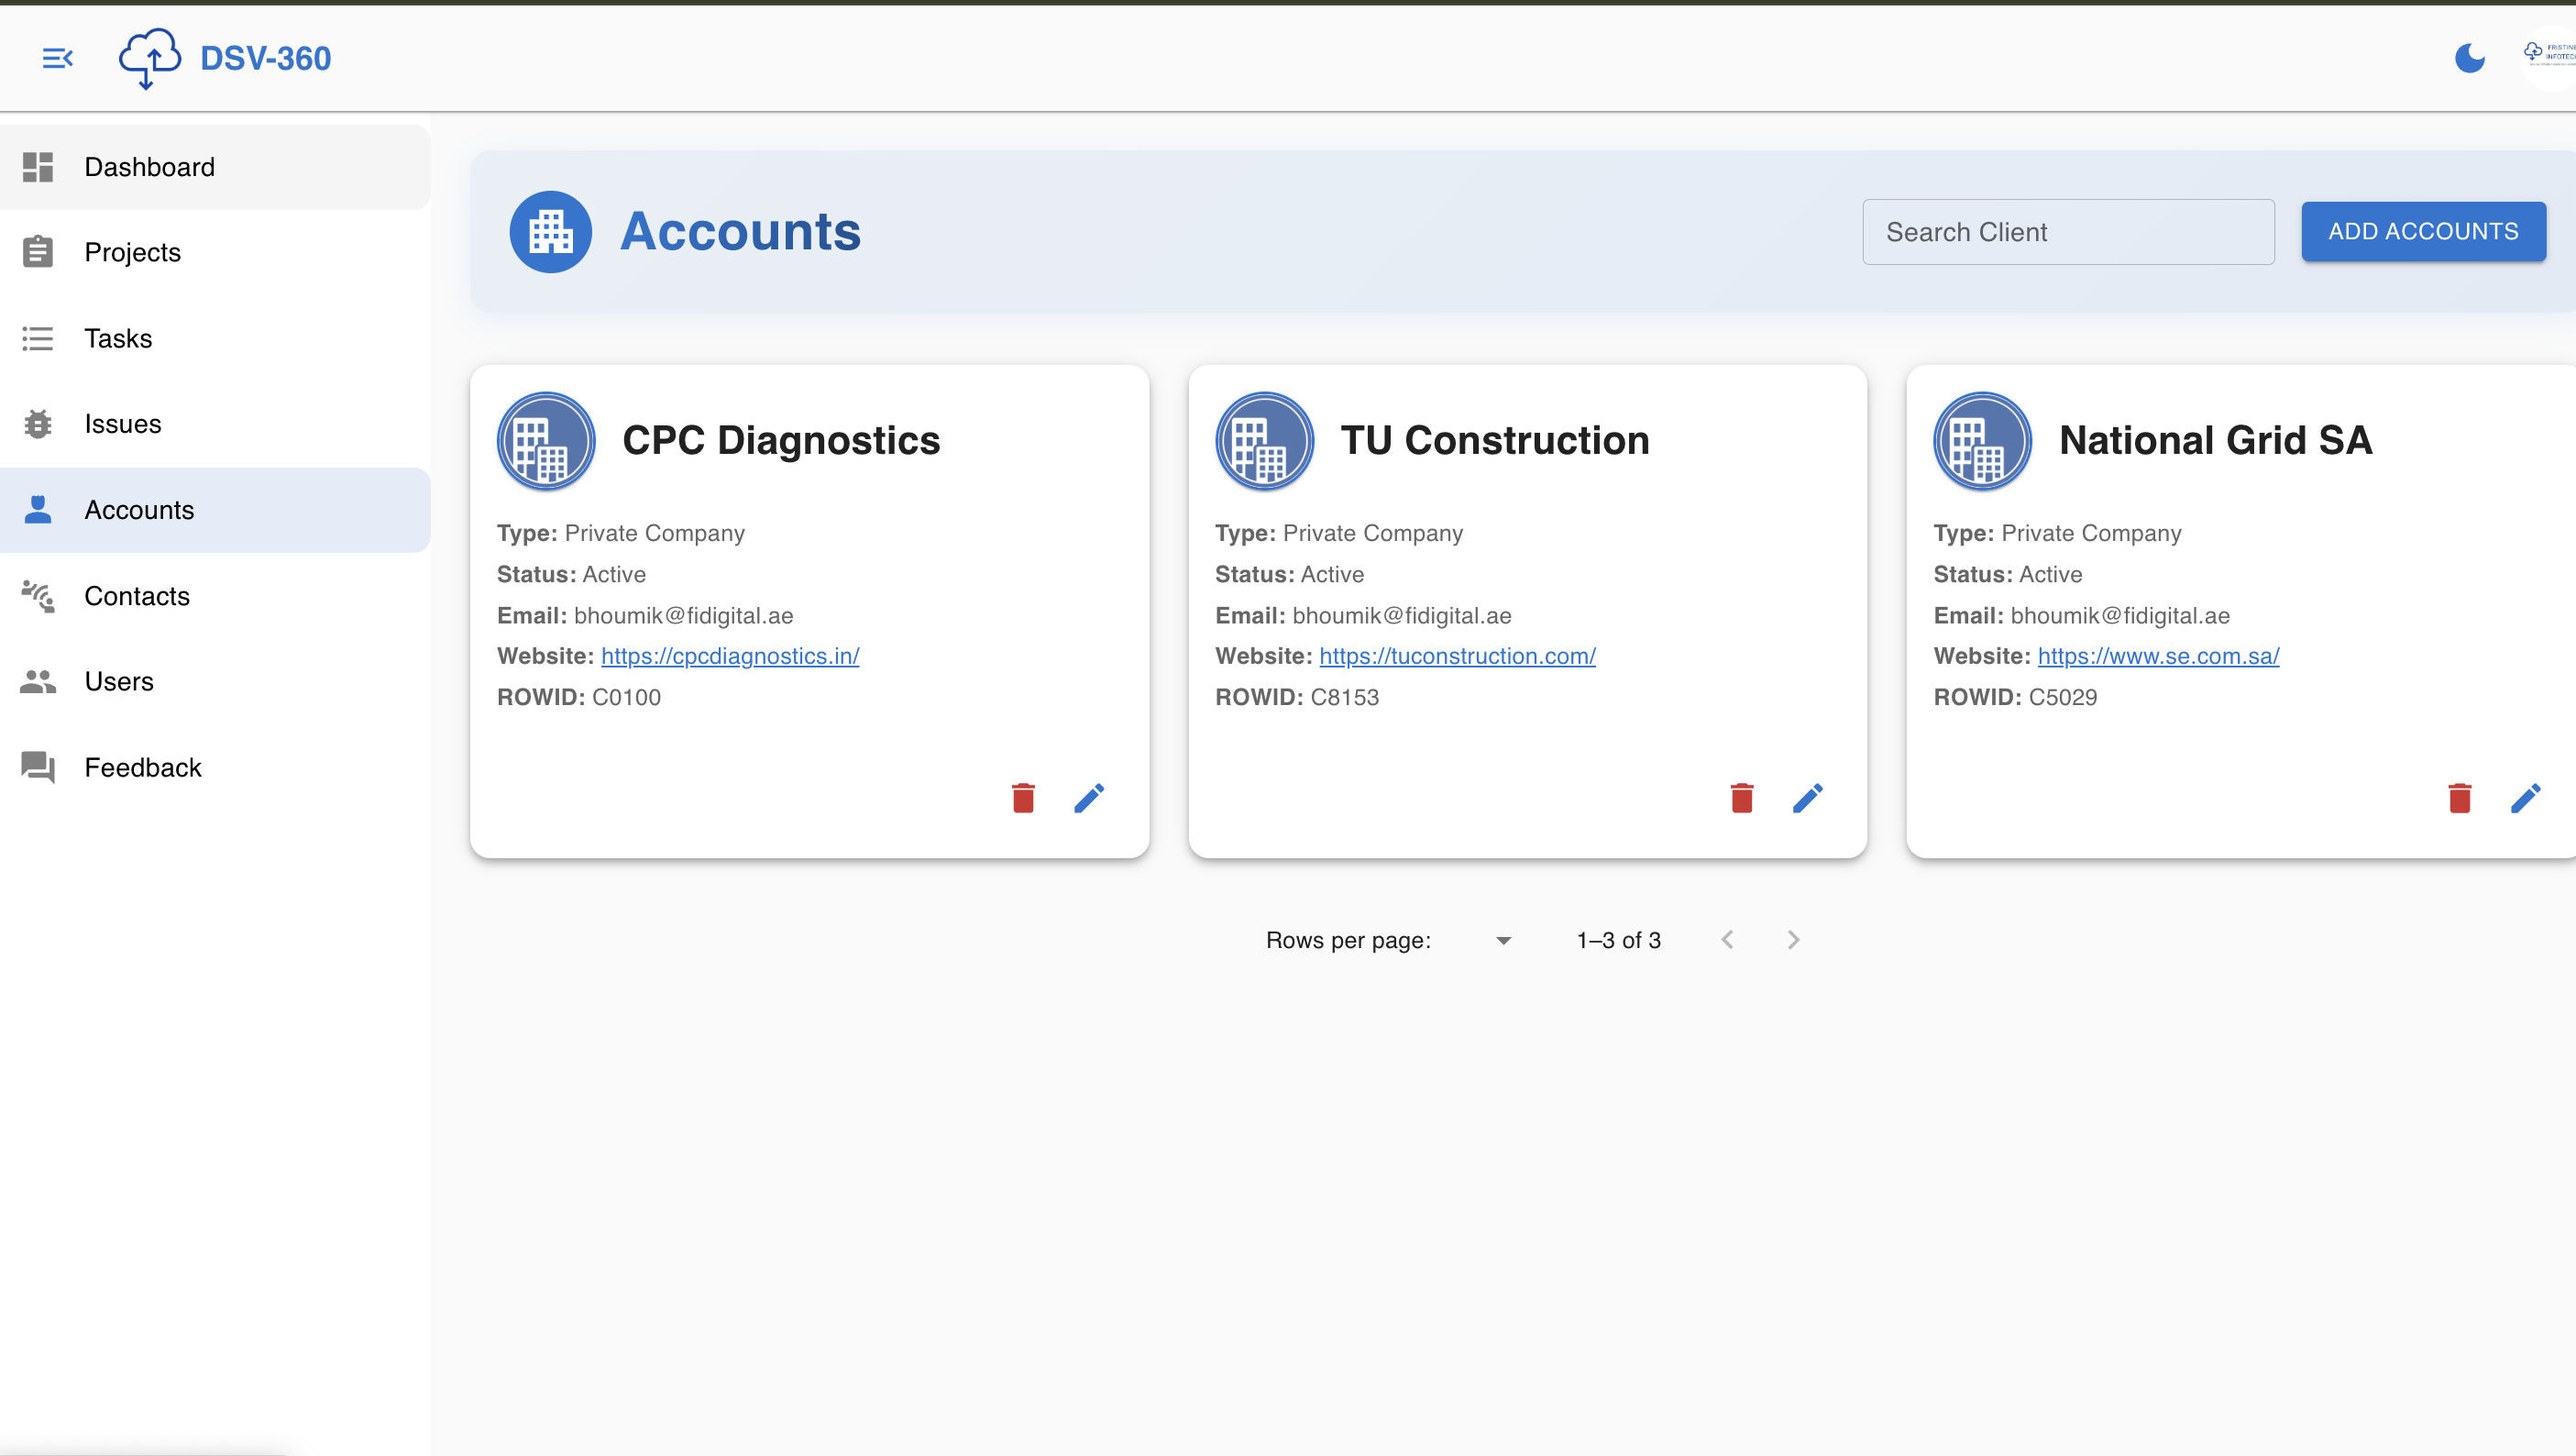 DSV-360
FRISTINE
INFOTECH
Dashboard
Projects
Tasks
Issues
Accounts
Contacts
Users
Feedback
Accounts
Search Client
ADD ACCOUNTS
CPC Diagnostics
Type: Private Company
Status: Active
Email: bhoumik@fidigital.ae
Website: https://cpcdiagnostics.in/
ROWID: C0100
TU Construction
Type: Private Company
Status: Active
Email: bhoumik@fidigital.ae
Website: https://tuconstruction.com/
ROWID: C8153
National Grid SA
Type: Private Company
Status: Active
Email: bhoumik@fidigital.ae
Website: https://www.se.com.sa/
ROWID: C5029
Rows per page:
1–3 of 3